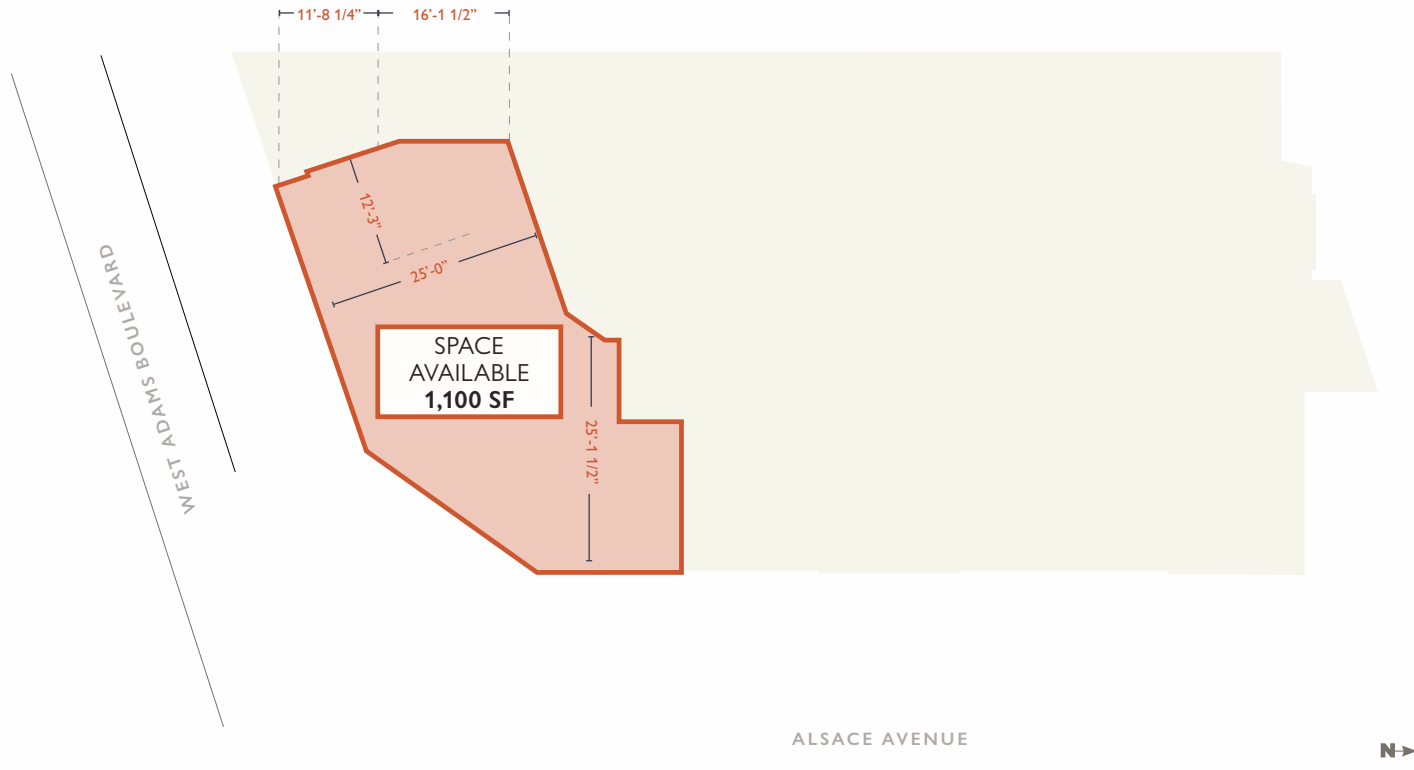 11’-8 1/4”
16’-1 1/2”
12’-3”
25’-0”
SPACE
AVAILABLE
1,100 SF
25’-1 1/2”
WEST ADAMS BOULEVARD
ALSACE AVENUE
N